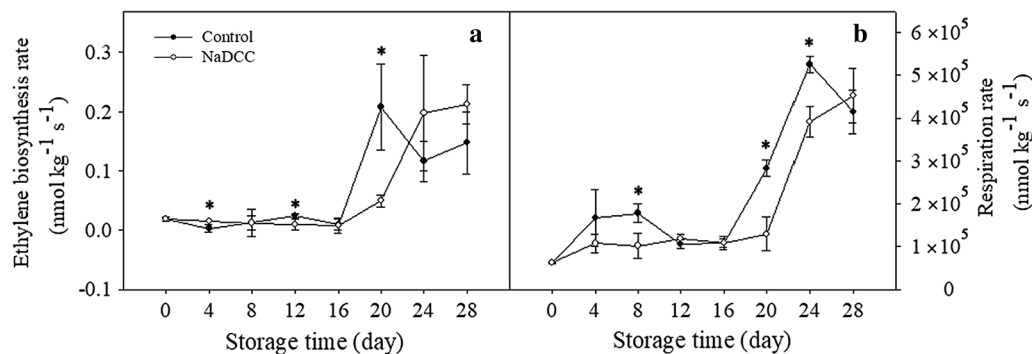 Ethylene biosynthesis rate
(nmol kg⁻¹ s⁻¹)
0.3
0.2
0.1
0.0
-0.1
Control
NaDCC
a
*
*
*
0 4 8 12 16 20 24 28
Storage time (day)
b
*
*
*
0 4 8 12 16 20 24 28
Storage time (day)
6 ×10⁵
5 ×10⁵
4 ×10⁵
3 ×10⁵
2 ×10⁵
1 ×10⁵
0
Respiration rate
(nmol kg⁻¹ s⁻¹)